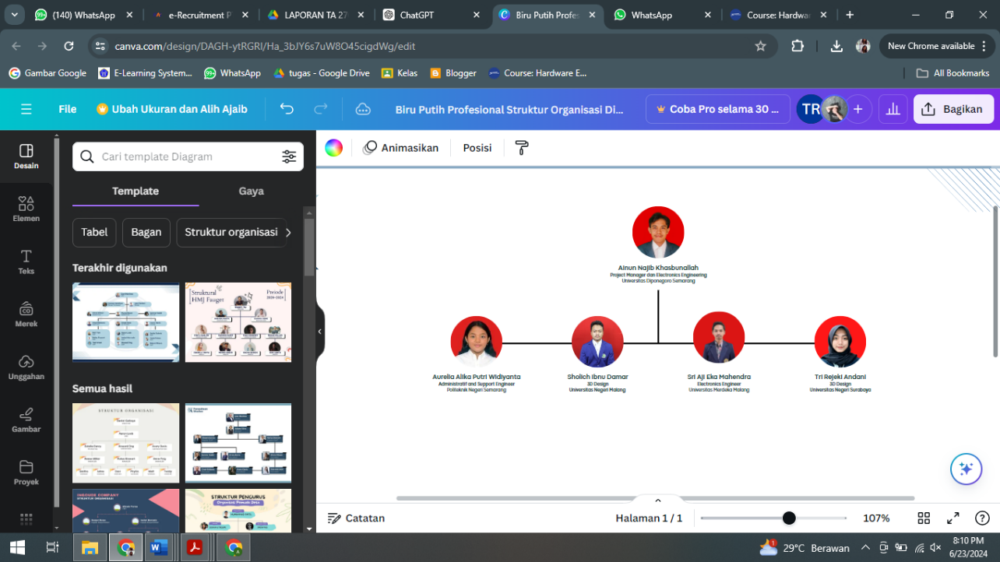 (140) WhatsApp
e-Recruitment P
LAPORAN TA 27
ChatGPT
Biru Putih Profes
WhatsApp
Course: Hardwar
canva.com/design/DAGH-ytRGRI/Ha_3bJY6s7uW8O45cigdWg/edit
New Chrome available
Gambar Google
E-Learning System...
99+
WhatsApp
tugas - Google Drive
Kelas
Blogger
Course: Hardware E...
All Bookmarks
File
Ubah Ukuran dan Alih Ajaib
Biru Putih Profesional Struktur Organisasi Di...
Coba Pro selama 30 ...
TR
Bagikan
Desain
Elemen
Teks
Merek
Unggahan
Gambar
Proyek
Cari template Diagram
Template
Gaya
Tabel
Bagan
Struktur organisasi
Terakhir digunakan
Struktural
HMJ Fauget
Periode
2020-2024
Semua hasil
STRUKTUR ORGANISASI
STRUKTUR PENGURUS
Animasikan
Posisi
Ainun Najib Khasbunallah
Project Manager dan Electronics Engineering
Universitas Diponegoro Semarang
Aurelia Alika Putri Widiyanta
Administratif and Support Engineer
Politeknik Negeri Semarang
Sholich Ibnu Damar
3D Design
Universitas Negeri Malang
Sri Aji Eka Mahendra
Electronics Engineer
Universitas Merdeka Malang
Tri Rejeki Andani
3D Design
Universitas Negeri Surabaya
Catatan
Halaman 1 / 1
107%
29°C Berawan
8:10 PM
6/23/2024